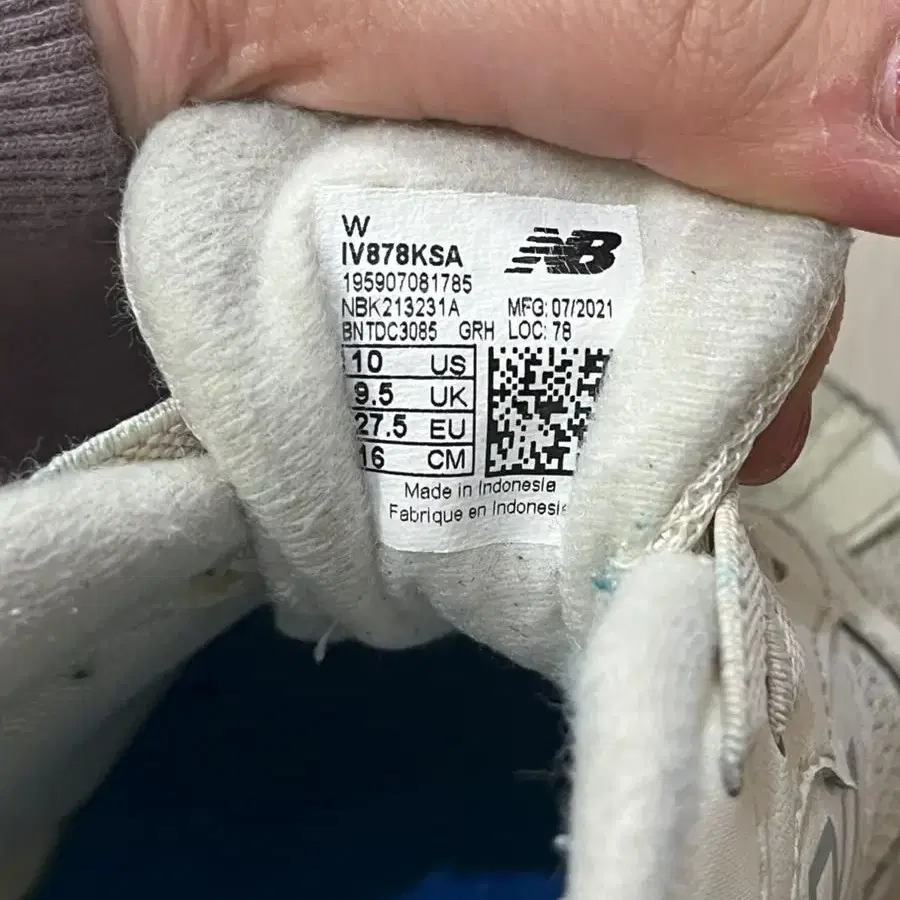 W
IV878KSA
NB
195907081785
NBK213231A MFG: 07/2021
BNTDC3085 GRH LOC: 78
10 US
9.5 UK
27.5 EU
16 CM
Made in Indonesia
Fabrique en Indonesie